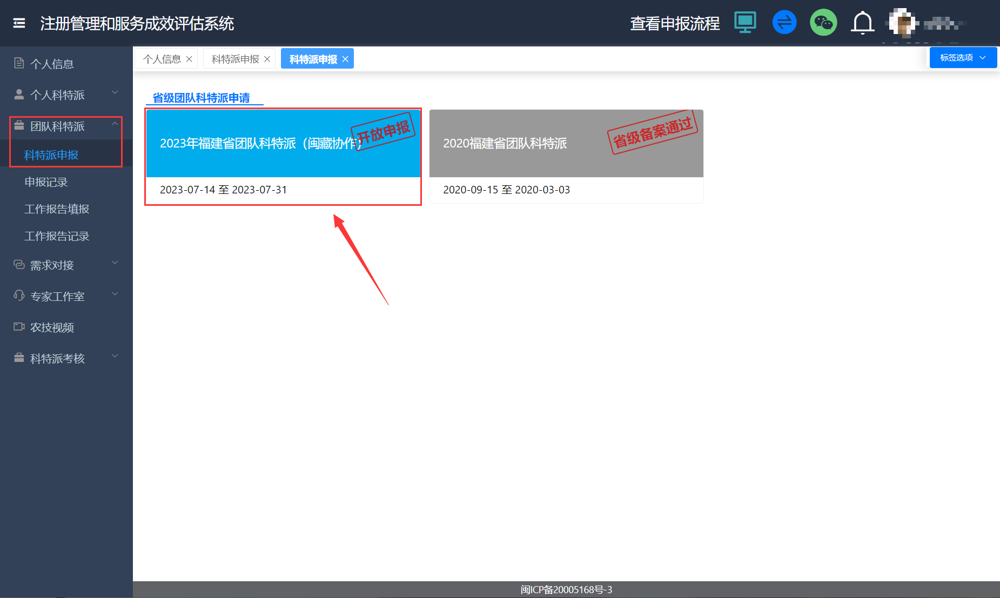 注册管理和服务成效评估系统
查看申报流程
个人信息
个人科特派
团队科特派
科特派申报
申报记录
工作报告填报
工作报告记录
需求对接
专家工作室
农技视频
科特派考核
个人信息
科特派申报
科特派申报
标签选项
省级团队科特派申请
2023年福建省团队科特派（闽藏协作）
开放申报
2023-07-14 至 2023-07-31
2020福建省团队科特派
省级备案通过
2020-09-15 至 2020-03-03
闽ICP备20005168号-3